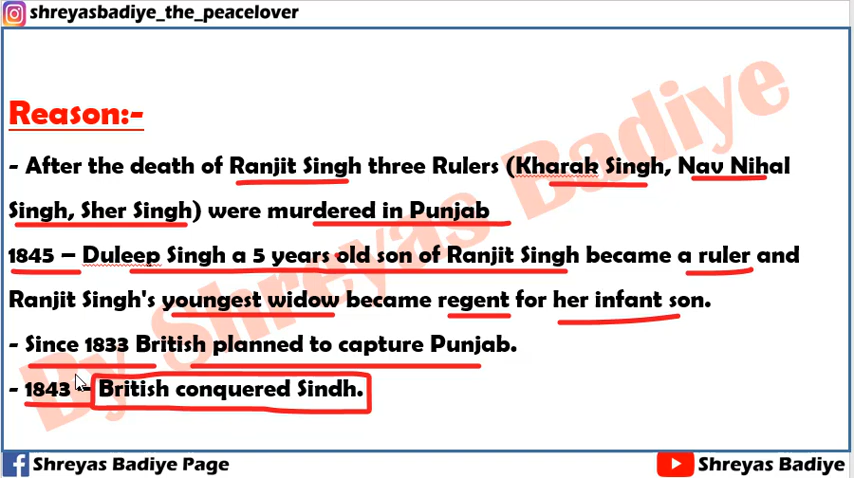 shreyasbadiye_the_peacelover
Reason:-
- After the death of Ranjit Singh three Rulers (Kharak Singh, Nav Nihal
Singh, Sher Singh) were murdered in Punjab
1845 – Duleep Singh a 5 years old son of Ranjit Singh became a ruler and
Ranjit Singh's youngest widow became regent for her infant son.
- Since 1833 British planned to capture Punjab.
- 1843 – British conquered Sindh.
By Shreyas Badiye
Shreyas Badiye Page
Shreyas Badiye